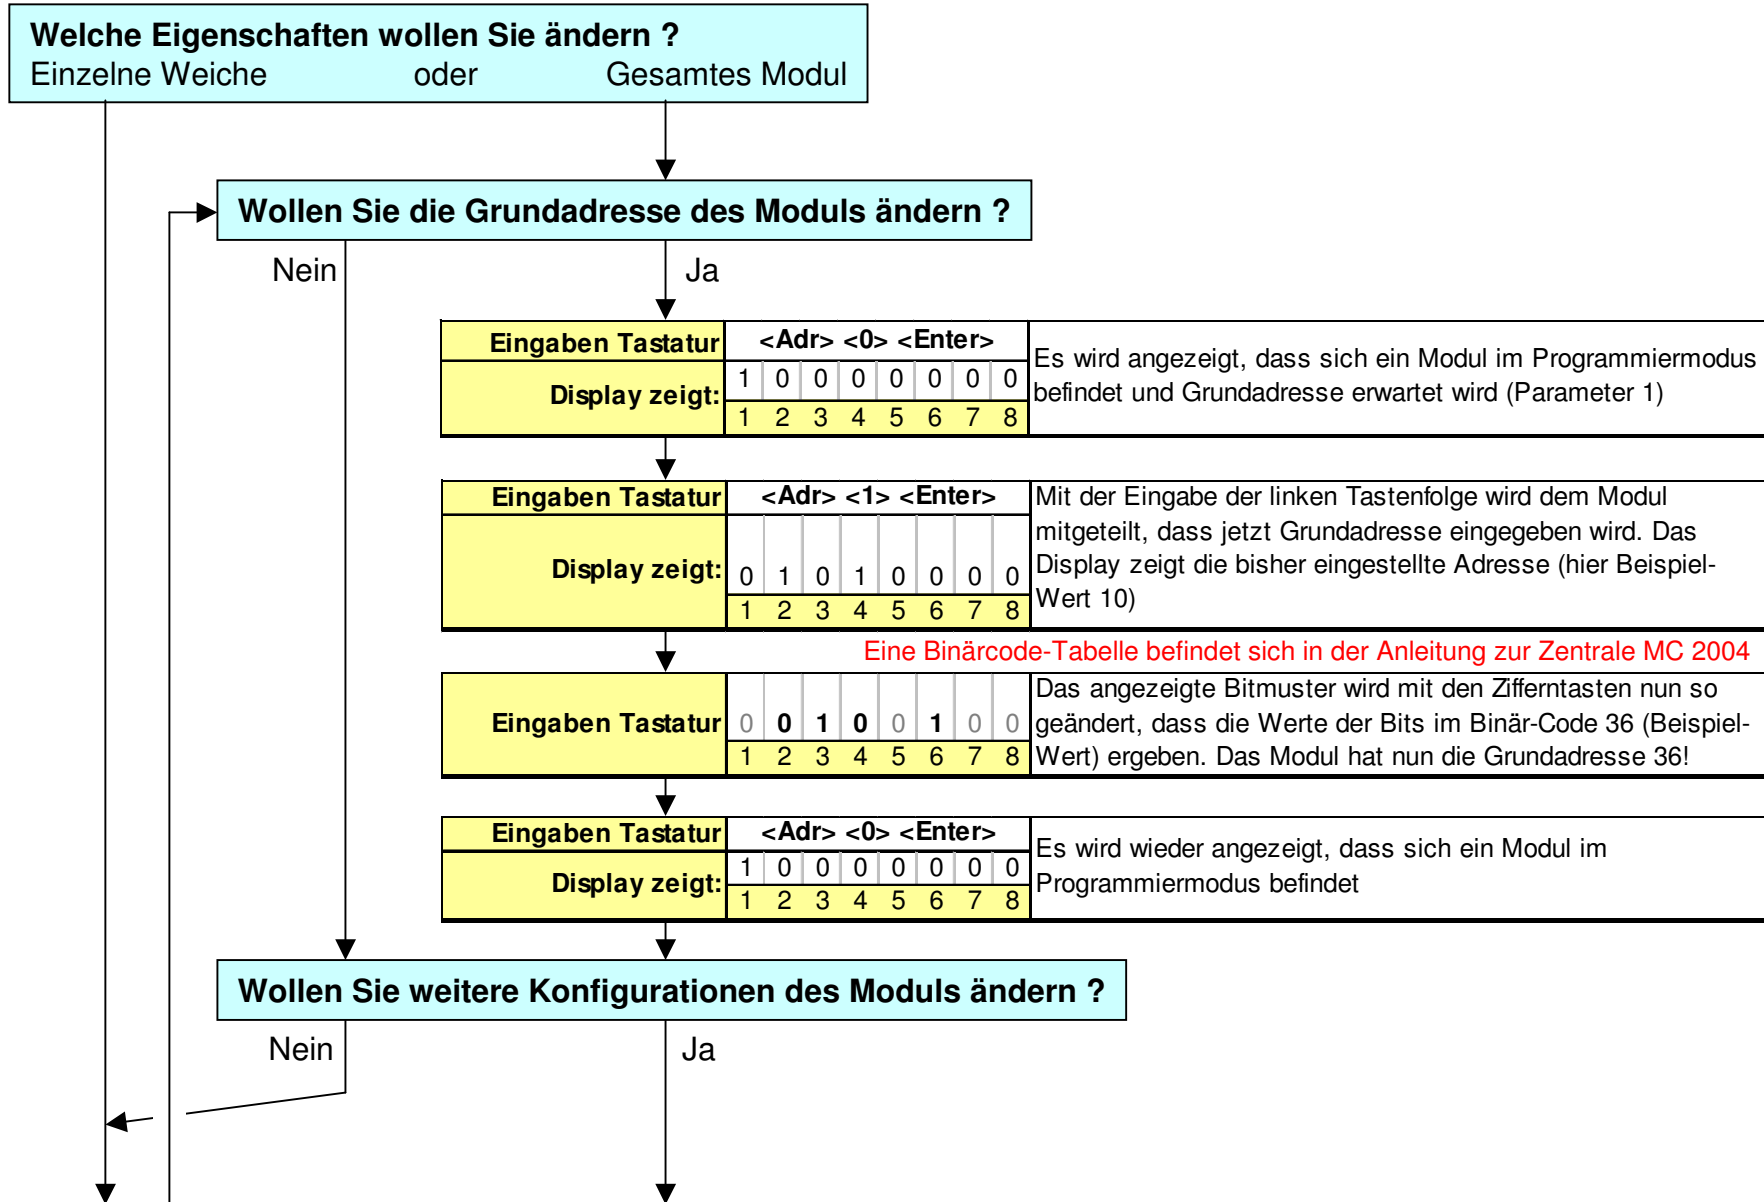 Welche Eigenschaften wollen Sie ändern ?
Einzelne Weiche oder Gesamtes Modul
Wollen Sie die Grundadresse des Moduls ändern ?
Nein Ja
Eingaben Tastatur <Adr> <0> <Enter>
Display zeigt: 1 0 0 0 0 0 0 0
1 2 3 4 5 6 7 8
Es wird angezeigt, dass sich ein Modul im Programmiermodus
befindet und Grundadresse erwartet wird (Parameter 1)
Eingaben Tastatur <Adr> <1> <Enter>
Display zeigt: 0 1 0 1 0 0 0 0
1 2 3 4 5 6 7 8
Mit der Eingabe der linken Tastenfolge wird dem Modul
mitgeteilt, dass jetzt Grundadresse eingegeben wird. Das
Display zeigt die bisher eingestellte Adresse (hier Beispiel-
Wert 10)
Eine Binärcode-Tabelle befindet sich in der Anleitung zur Zentrale MC 2004
Eingaben Tastatur 0 0 1 0 0 1 0 0
1 2 3 4 5 6 7 8
Das angezeigte Bitmuster wird mit den Zifferntasten nun so
geändert, dass die Werte der Bits im Binär-Code 36 (Beispiel-
Wert) ergeben. Das Modul hat nun die Grundadresse 36!
Eingaben Tastatur <Adr> <0> <Enter>
Display zeigt: 1 0 0 0 0 0 0 0
1 2 3 4 5 6 7 8
Es wird wieder angezeigt, dass sich ein Modul im
Programmiermodus befindet
Wollen Sie weitere Konfigurationen des Moduls ändern ?
Nein Ja